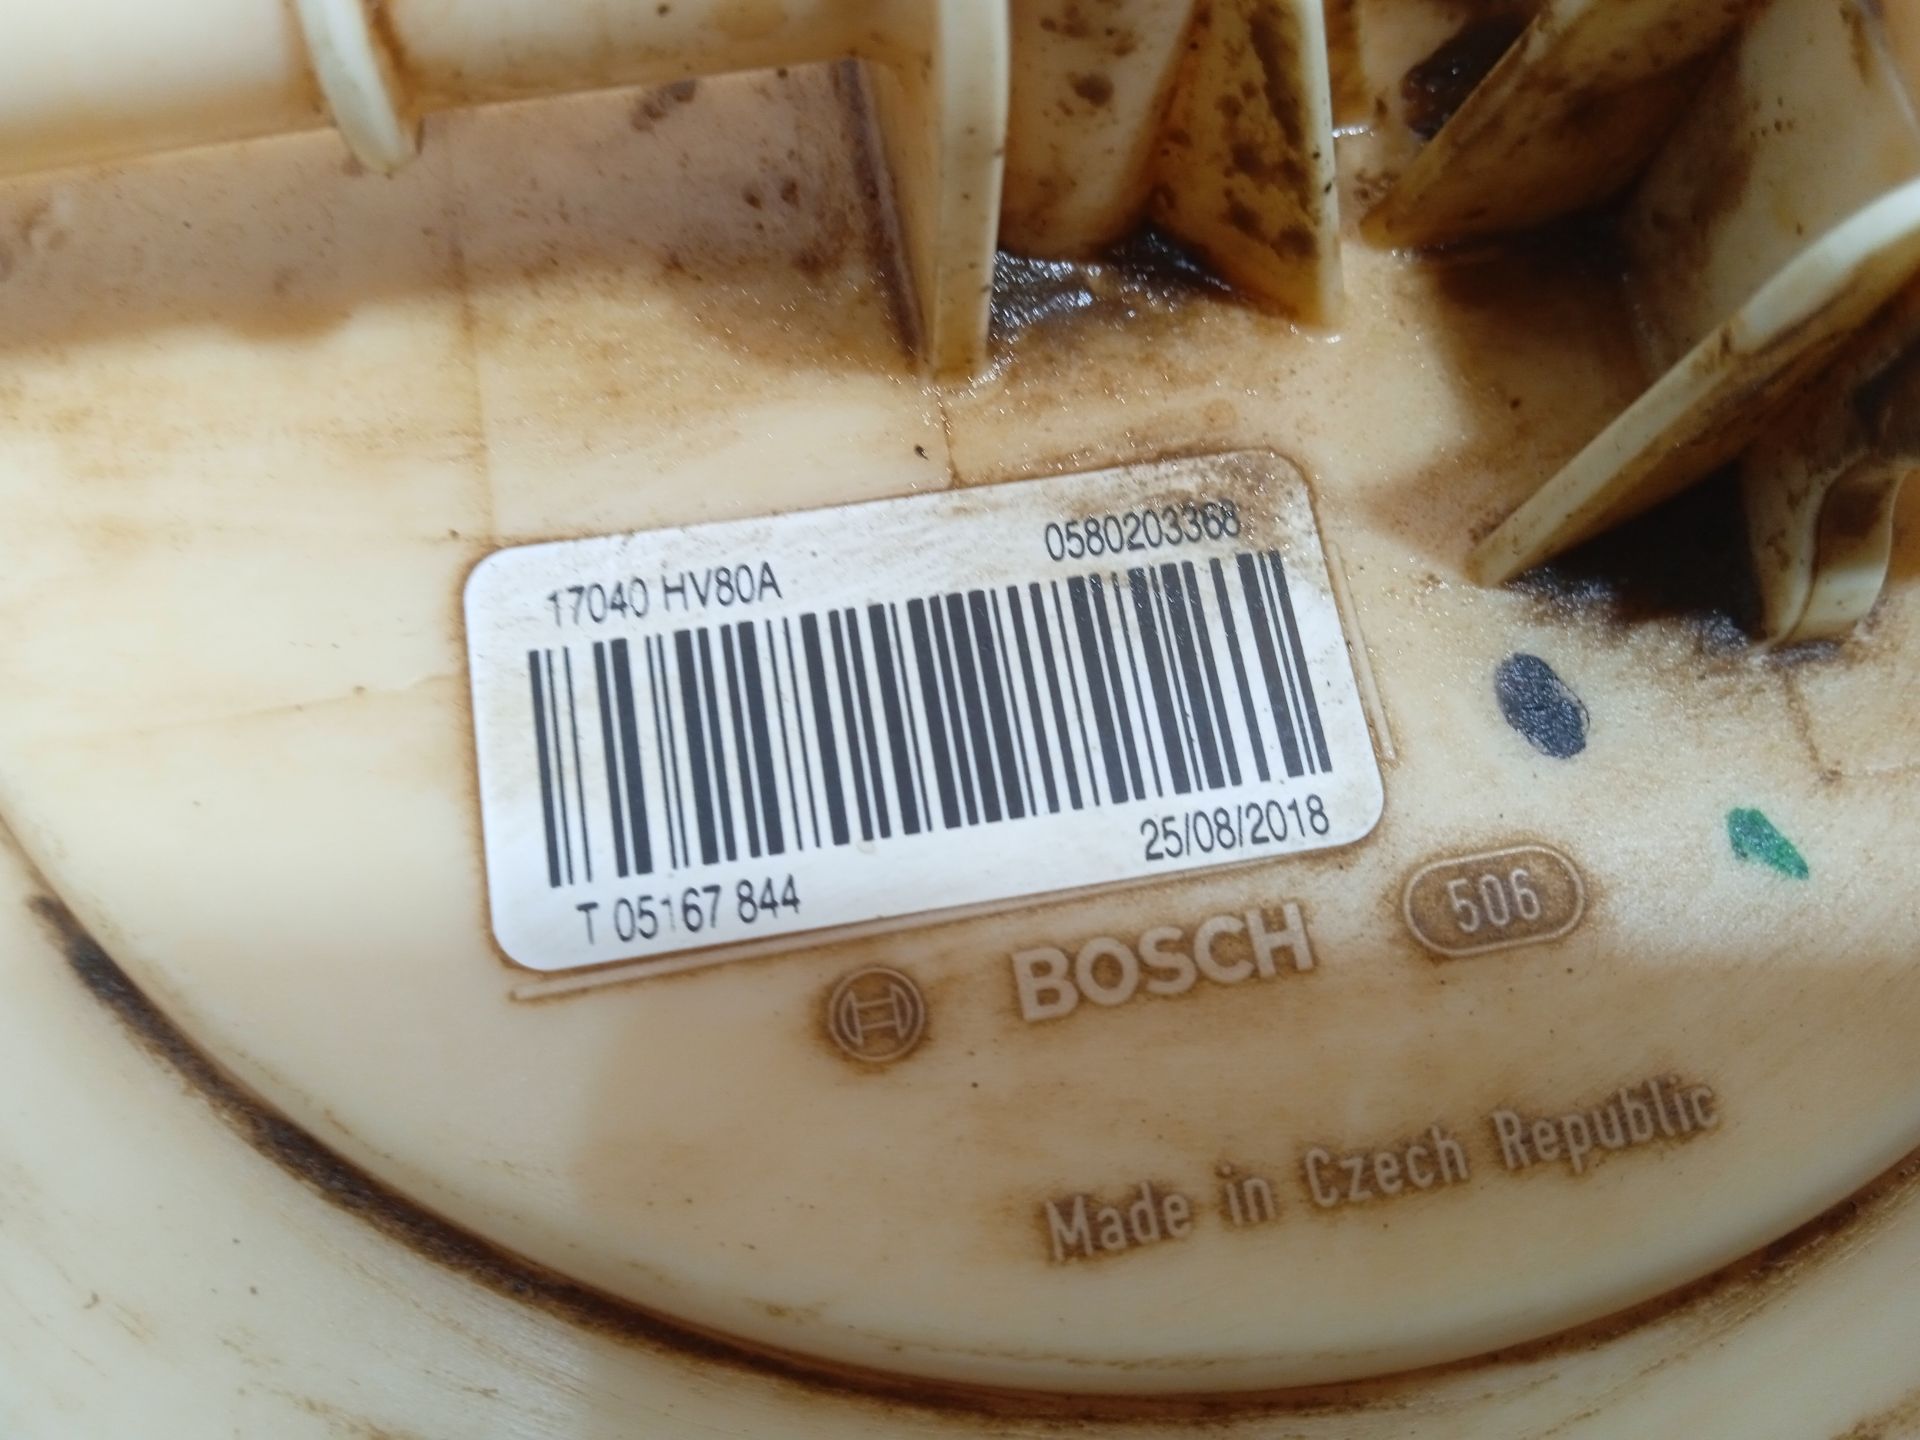 17040 HV80A 0580203368
T 05167 844 25/08/2018
BOSCH 506
Made in Czech Republic